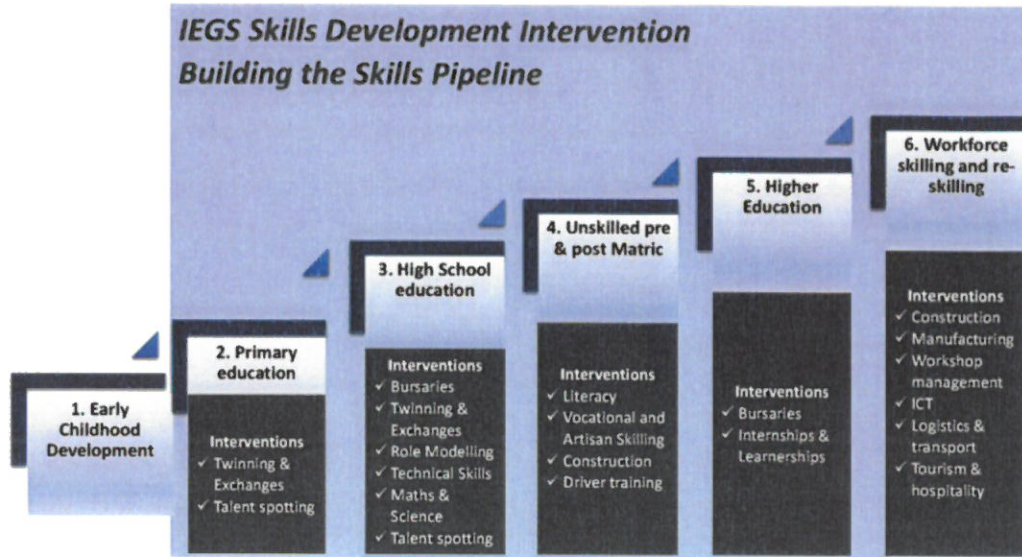 IEGS Skills Development Intervention
Building the Skills Pipeline
1. Early
Childhood
Development
2. Primary
education
Interventions
✓ Twinning &
Exchanges
✓ Talent spotting
3. High School
education
Interventions
✓ Bursaries
✓ Twinning &
Exchanges
✓ Role Modelling
✓ Technical Skills
✓ Maths &
Science
✓ Talent spotting
4. Unskilled pre
& post Matric
Interventions
✓ Literacy
✓ Vocational and
Artisan Skilling
✓ Construction
✓ Driver training
5. Higher
Education
Interventions
✓ Bursaries
✓ Internships &
Learnerships
6. Workforce
skilling and re-
skilling
Interventions
✓ Construction
✓ Manufacturing
✓ Workshop
management
✓ ICT
✓ Logistics &
transport
✓ Tourism &
hospitality